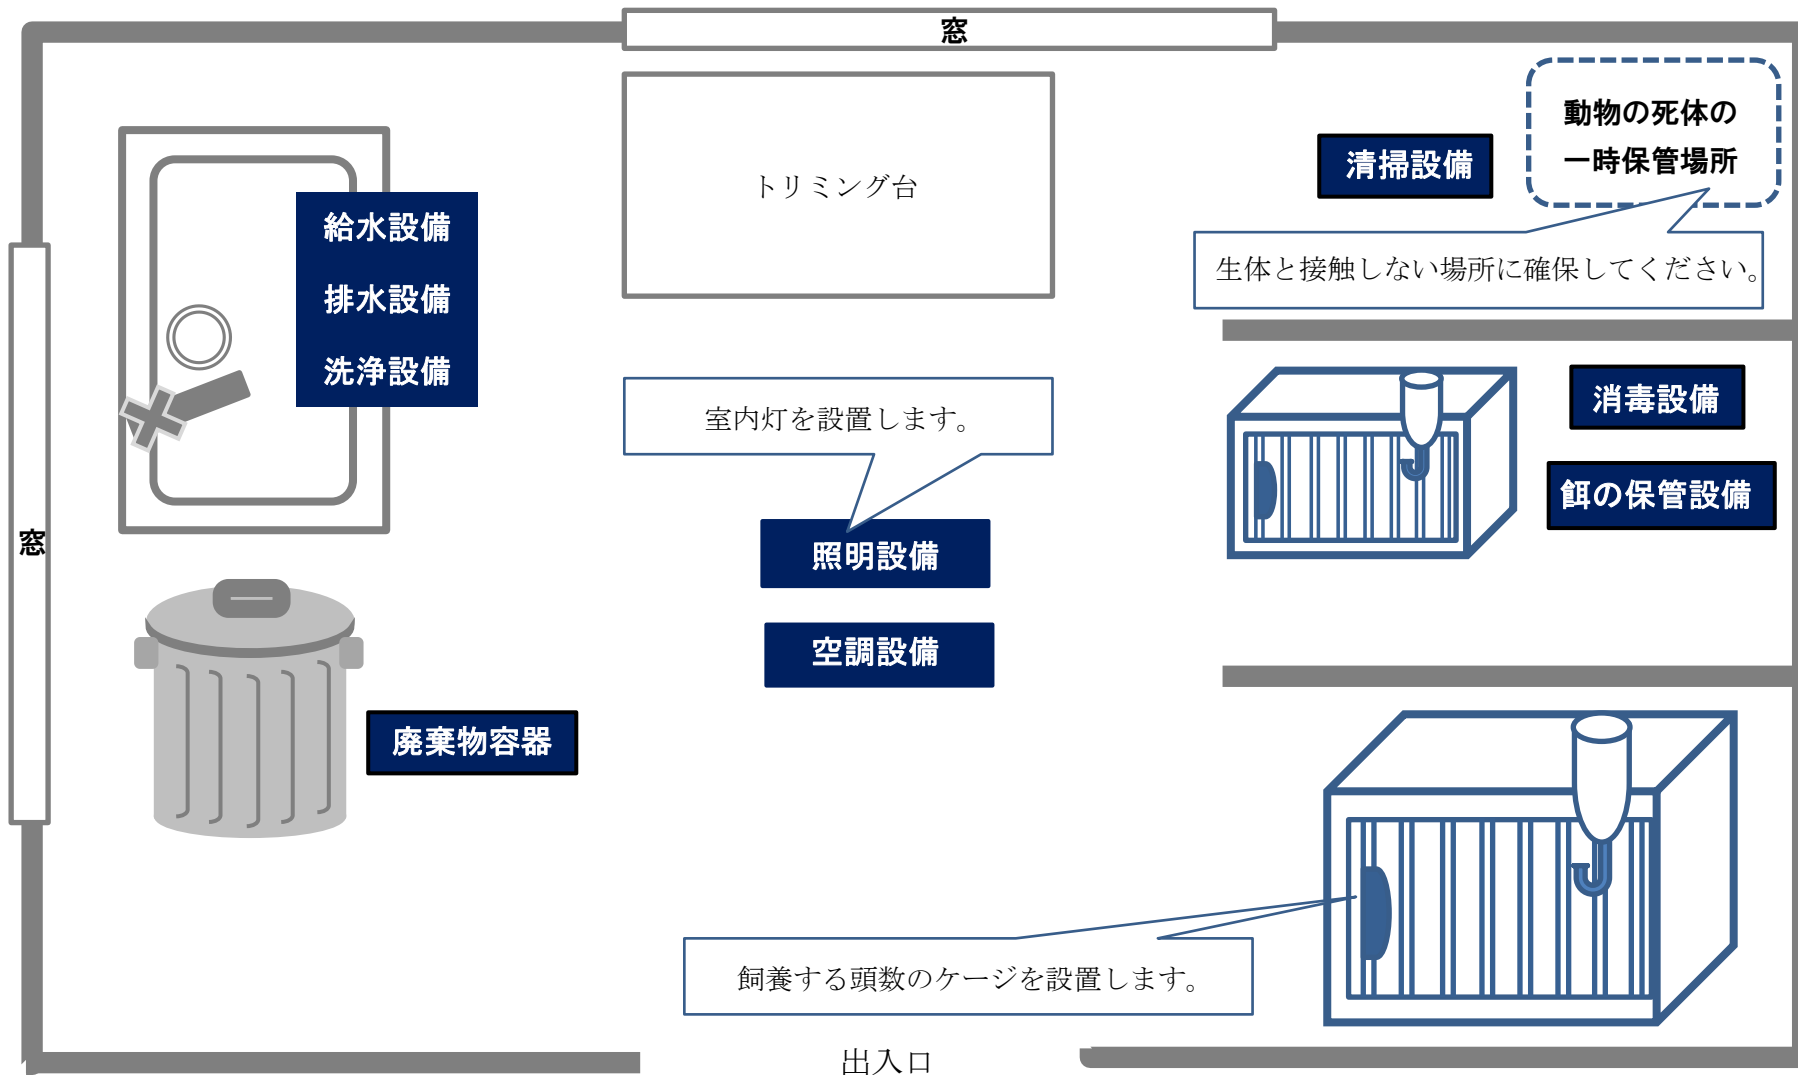 窓
動物の死体の
一時保管場所
清掃設備
トリミング台
給水設備
排水設備
洗浄設備
生体と接触しない場所に確保してください。
室内灯を設置します。
消毒設備
餌の保管設備
窓
照明設備
空調設備
廃棄物容器
飼養する頭数のケージを設置します。
出入口